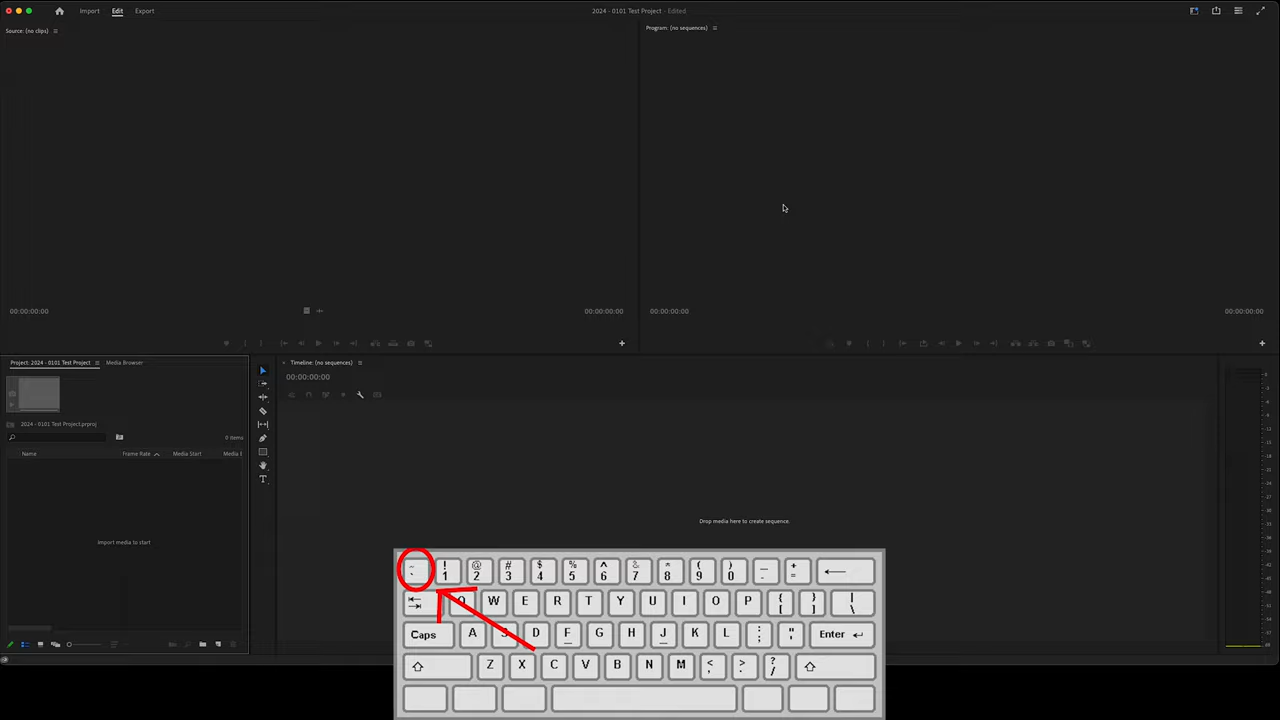 Import Edit Export 2024 - 0101 Test Project - Edited
Source: (no clips) Program: (no sequences)
00:00:00:00 00:00:00:00 00:00:00:00 00:00:00:00
Project: 2024 - 0101 Test Project Media Browser
2024 - 0101 Test Project.prproj
0 items
Name Frame Rate Media Start Media E
Import media to start
× Timeline: (no sequences)
00:00:00:00
T
Drop media here to create sequence.
~ ! @ # $ % ^ & * ( ) _ +
` 1 2 3 4 5 6 7 8 9 0 - =
Q W E R T Y U I O P { } |
[ ] \
Caps A S D F G H J K L : " Enter
; '
Z X C V B N M < > ?
, . /